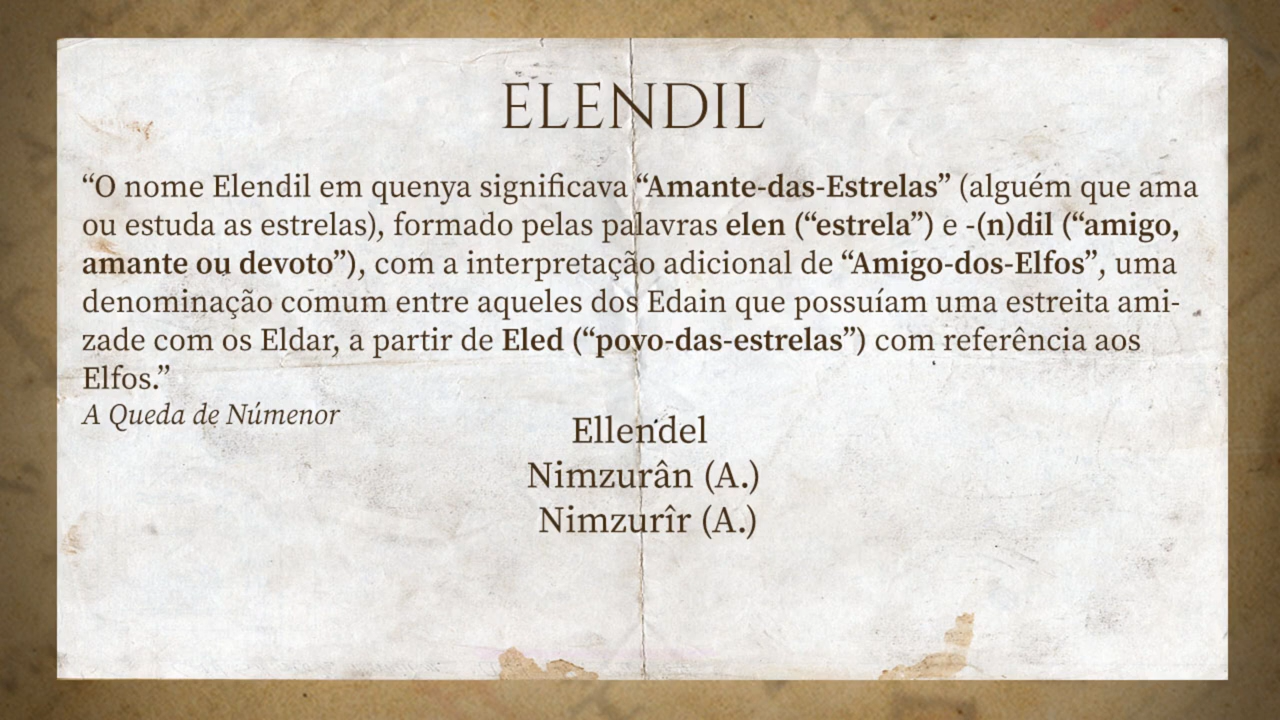 ELENDIL
“O nome Elendil em quenya significava “Amante-das-Estrelas” (alguém que ama
ou estuda as estrelas), formado pelas palavras elen (“estrela”) e -(n)dil (“amigo,
amante ou devoto”), com a interpretação adicional de “Amigo-dos-Elfos”, uma
denominação comum entre aqueles dos Edain que possuíam uma estreita ami-
zade com os Eldar, a partir de Eled (“povo-das-estrelas”) com referência aos
Elfos.”
A Queda de Númenor
Ellendel
Nimzurân (A.)
Nimzurîr (A.)